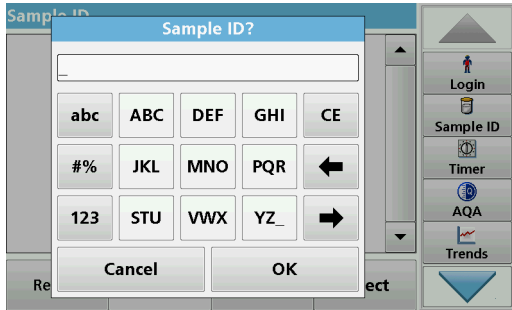 Sample ID
Sample ID?
_
abc ABC DEF GHI CE
#% JKL MNO PQR
123 STU VWX YZ_
Cancel OK
Login
Sample ID
Timer
AQA
Trends